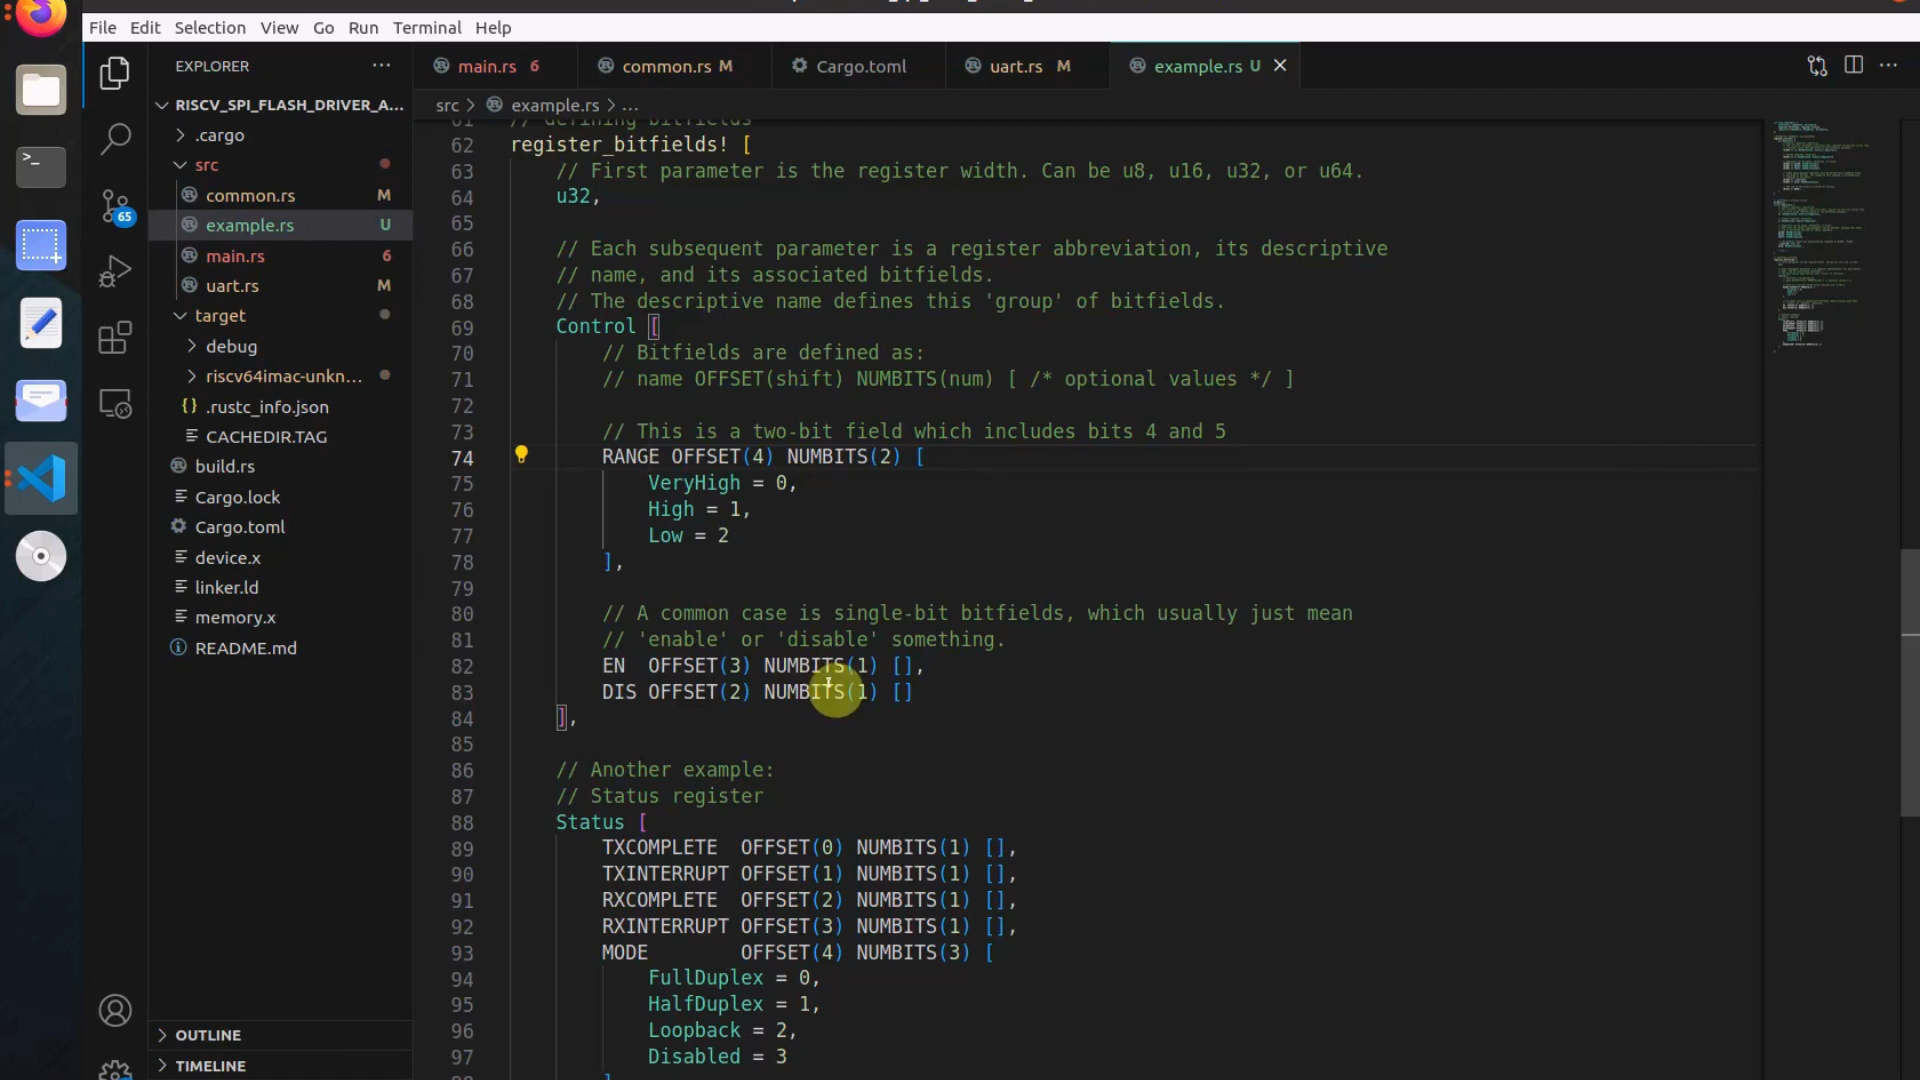 File Edit Selection View Go Run Terminal Help
EXPLORER
main.rs 6
common.rs M
Cargo.toml
uart.rs M
example.rs U
RISCV_SPI_FLASH_DRIVER_A...
.cargo
src
common.rs M
example.rs U
main.rs 6
uart.rs M
target
debug
riscv64imac-unkn...
.rustc_info.json
CACHEDIR.TAG
build.rs
Cargo.lock
Cargo.toml
device.x
linker.ld
memory.x
README.md
OUTLINE
TIMELINE
65
src > example.rs > ...
61 // defining bitfields
62 register_bitfields! [
63 // First parameter is the register width. Can be u8, u16, u32, or u64.
64 u32,
65
66 // Each subsequent parameter is a register abbreviation, its descriptive
67 // name, and its associated bitfields.
68 // The descriptive name defines this 'group' of bitfields.
69 Control [
70 // Bitfields are defined as:
71 // name OFFSET(shift) NUMBITS(num) [ /* optional values */ ]
72
73 // This is a two-bit field which includes bits 4 and 5
74 RANGE OFFSET(4) NUMBITS(2) [
75 VeryHigh = 0,
76 High = 1,
77 Low = 2
78 ],
79
80 // A common case is single-bit bitfields, which usually just mean
81 // 'enable' or 'disable' something.
82 EN OFFSET(3) NUMBITS(1) [],
83 DIS OFFSET(2) NUMBITS(1) []
84 ],
85
86 // Another example:
87 // Status register
88 Status [
89 TXCOMPLETE OFFSET(0) NUMBITS(1) [],
90 TXINTERRUPT OFFSET(1) NUMBITS(1) [],
91 RXCOMPLETE OFFSET(2) NUMBITS(1) [],
92 RXINTERRUPT OFFSET(3) NUMBITS(1) [],
93 MODE OFFSET(4) NUMBITS(3) [
94 FullDuplex = 0,
95 HalfDuplex = 1,
96 Loopback = 2,
97 Disabled = 3